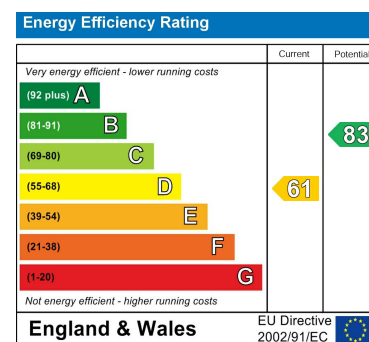 Energy Efficiency Rating
Current Potential
Very energy efficient - lower running costs
(92 plus) A
(81-91) B
83
(69-80) C
(55-68) D
61
(39-54) E
(21-38) F
(1-20) G
Not energy efficient - higher running costs
England & Wales
EU Directive
2002/91/EC